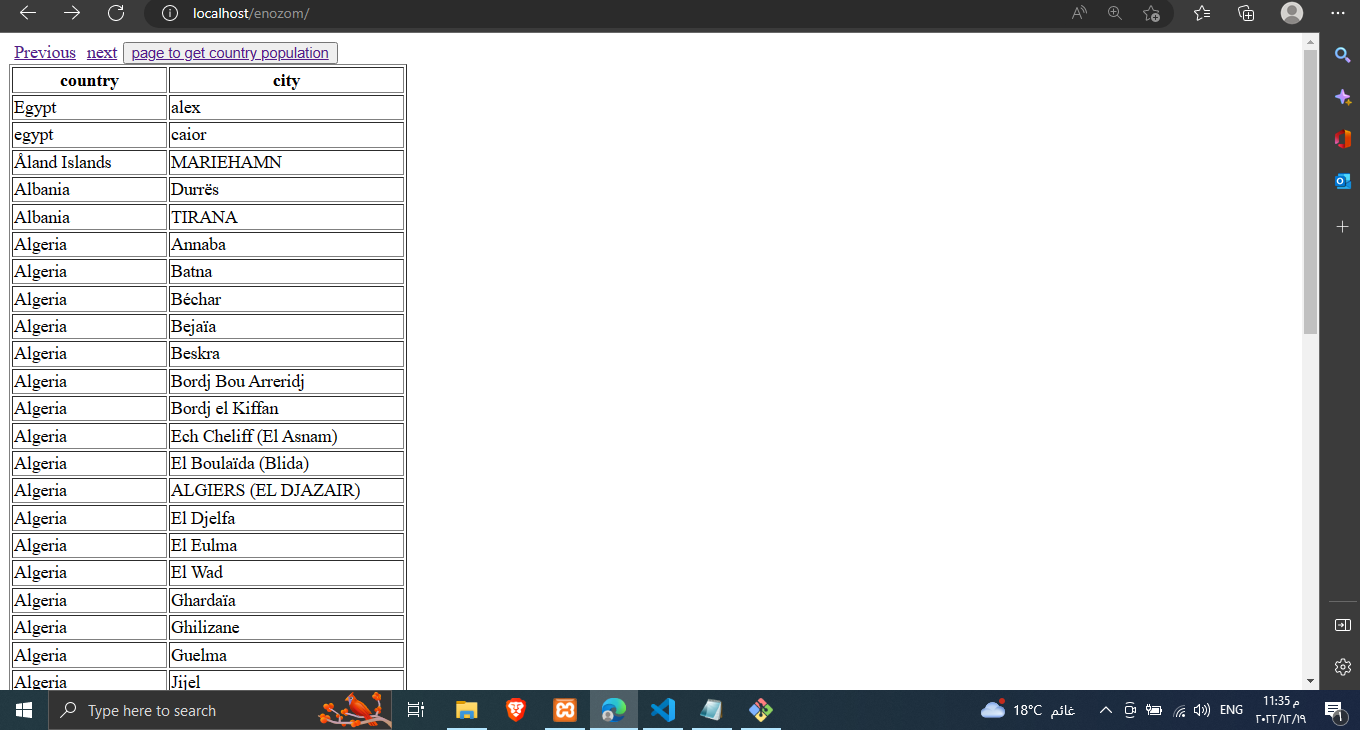 localhost/enozom/
Previous next page to get country population
country city
Egypt alex
egypt caior
Åland Islands MARIEHAMN
Albania Durrës
Albania TIRANA
Algeria Annaba
Algeria Batna
Algeria Béchar
Algeria Bejaïa
Algeria Beskra
Algeria Bordj Bou Arreridj
Algeria Bordj el Kiffan
Algeria Ech Cheliff (El Asnam)
Algeria El Boulaïda (Blida)
Algeria ALGIERS (EL DJAZAIR)
Algeria El Djelfa
Algeria El Eulma
Algeria El Wad
Algeria Ghardaïa
Algeria Ghilizane
Algeria Guelma
Algeria Jijel
Type here to search
18°C غائم
ENG
11:35 م
٢٠٢٢/١٢/١٩
1